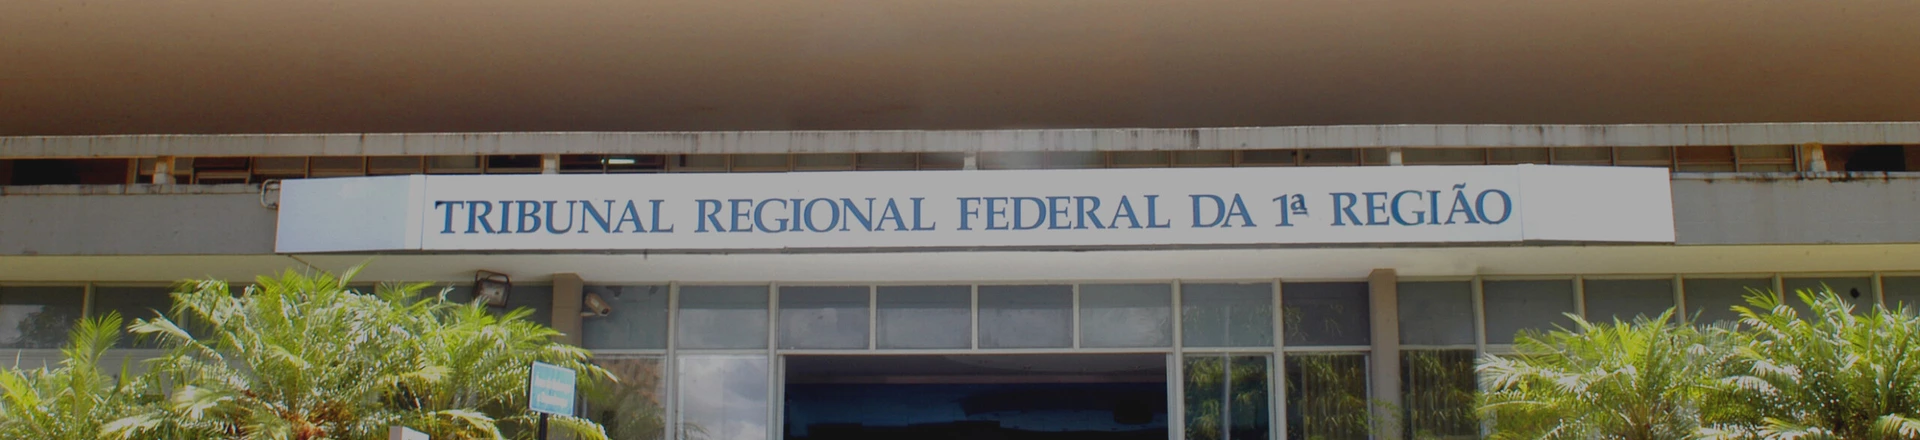 TRIBUNAL REGIONAL FEDERAL DA 1ª REGIÃO